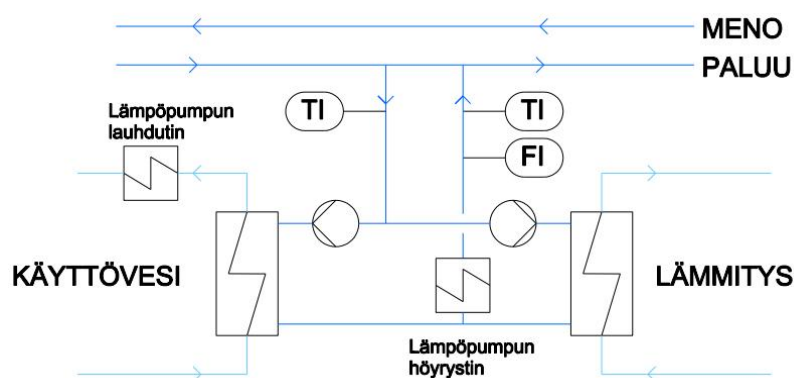 MENO
PALUU
Lämpöpumpun
lauhdutin
TI
TI
FI
KÄYTTÖVESI
LÄMMITYS
Lämpöpumpun
höyrystin